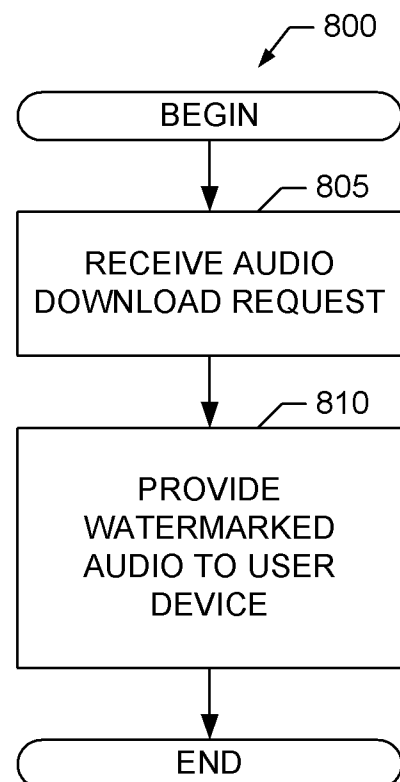 800
BEGIN
805
RECEIVE AUDIO
DOWNLOAD REQUEST
810
PROVIDE
WATERMARKED
AUDIO TO USER
DEVICE
END